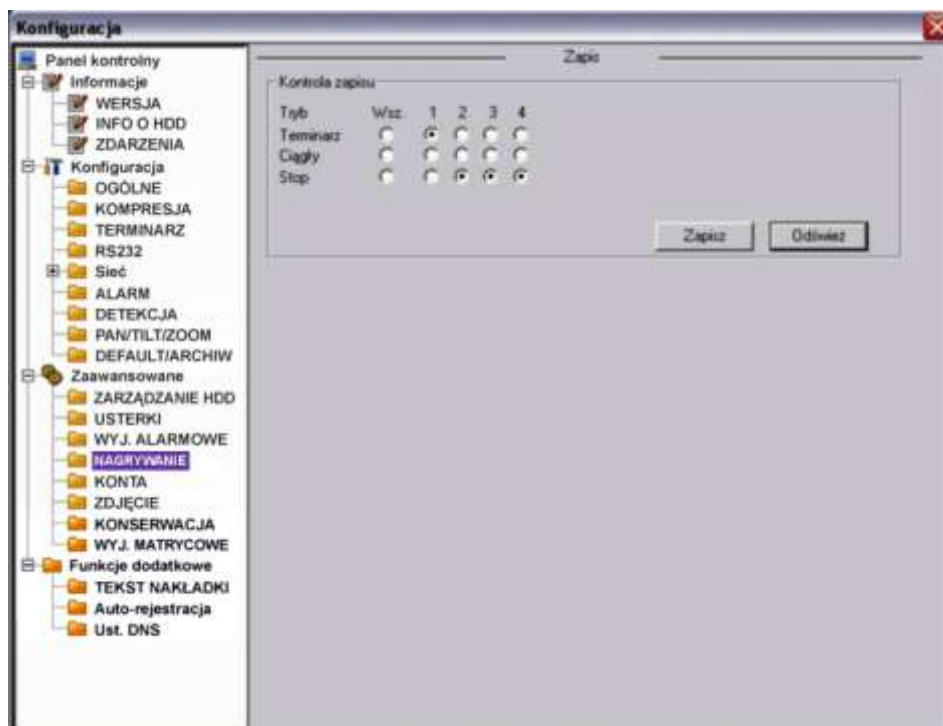 Konfiguracja
Panel kontrolny
Informacje
WERSJA
INFO O HDD
ZDARZENIA
Konfiguracja
OGÓLNE
KOMPRESJA
TERMINARZ
RS232
Sieć
ALARM
DETEKCJA
PAN/TILT/ZOOM
DEFAULT/ARCHIW
Zaawansowane
ZARZĄDZANIE HDD
USTERKI
WYJ. ALARMOWE
NAGRYWANIE
KONTA
ZDJĘCIE
KONSERWACJA
WYJ. MATRYCOWE
Funkcje dodatkowe
TEKST NAKŁADKI
Auto-rejestracja
Ust. DNS
Zapis
Kontrola zapisu
Tryb Wsz. 1 2 3 4
Terminarz
Ciągły
Stop
Zapisz Odśwież